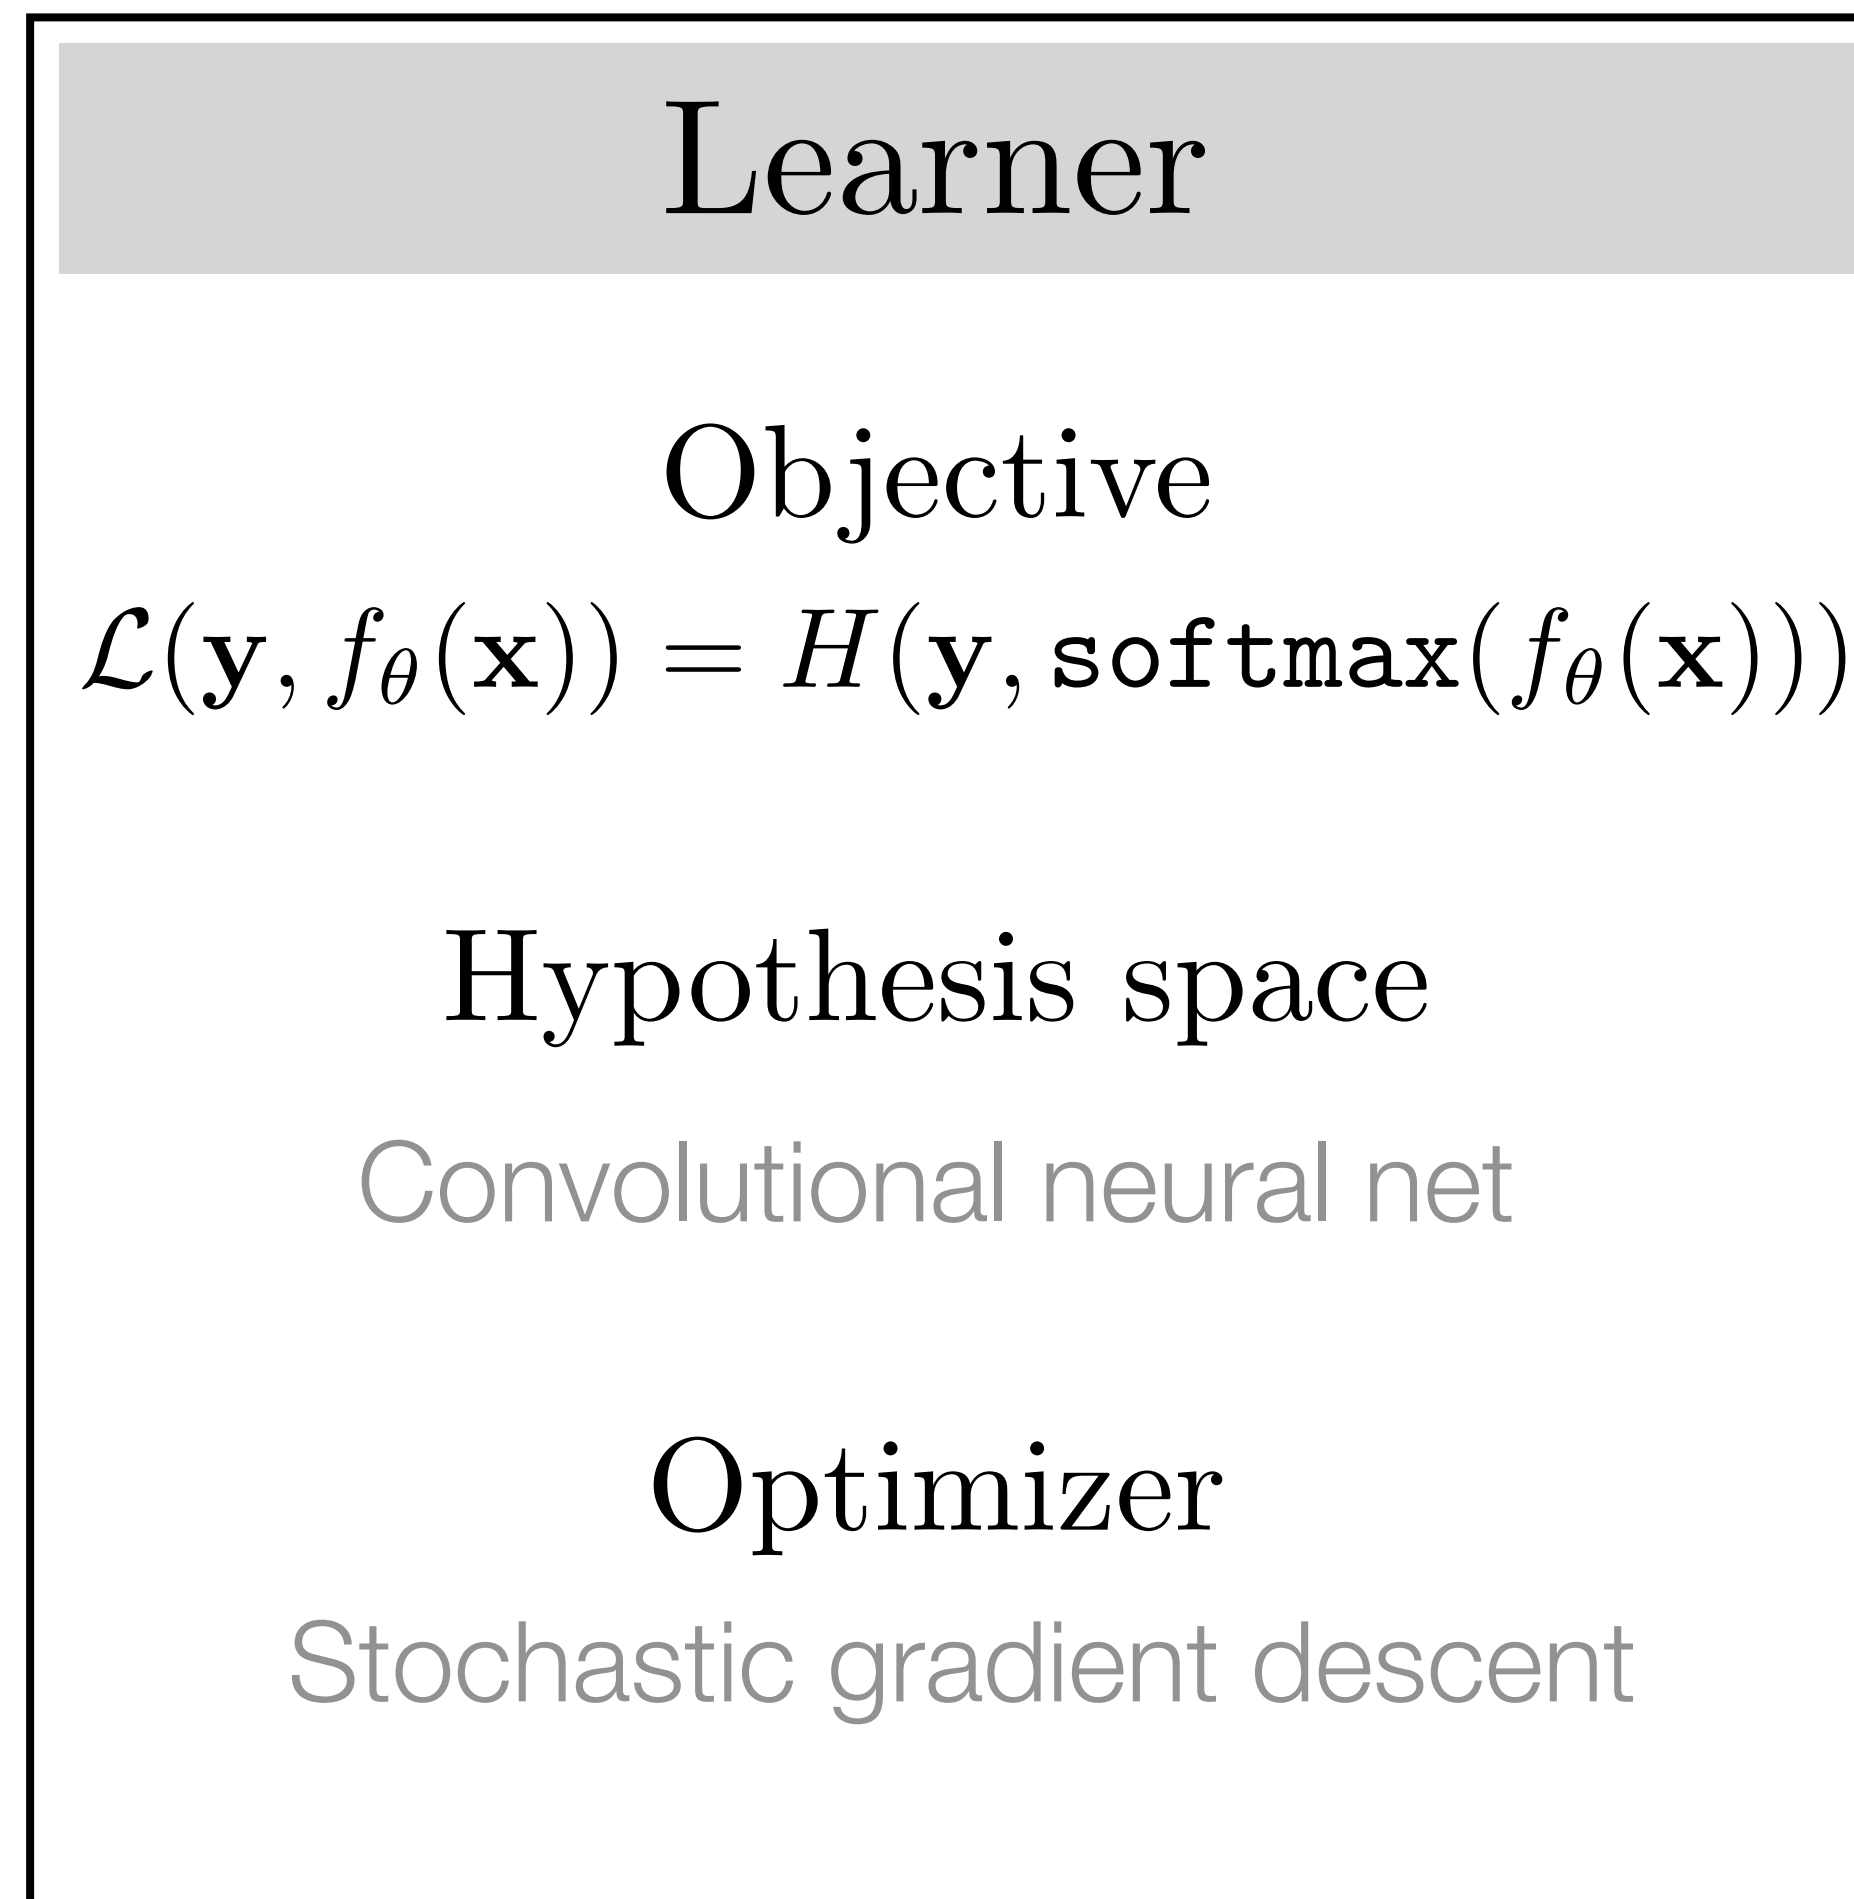 Learner
Objective
ℒ(𝐲, f_θ(𝐱)) = H(𝐲, softmax(f_θ(𝐱)))
Hypothesis space
Convolutional neural net
Optimizer
Stochastic gradient descent